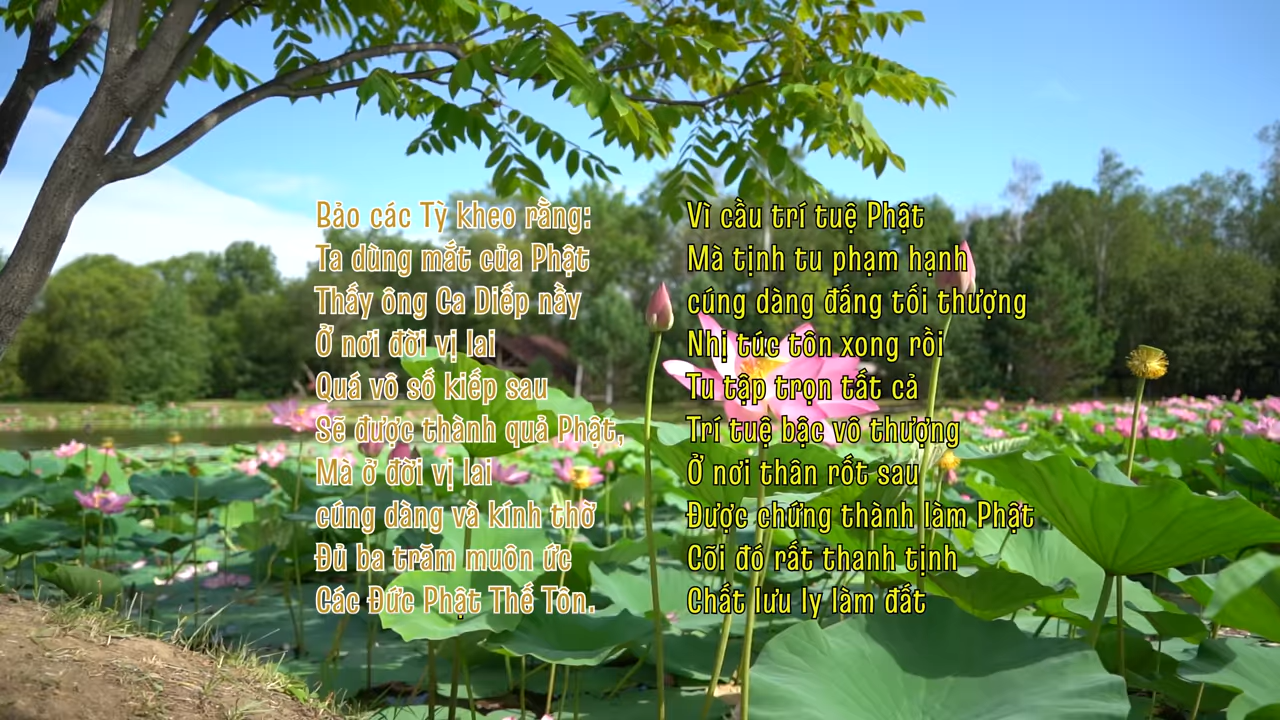 Bảo các Tỳ kheo rằng:
Ta dùng mắt của Phật
Thấy ông Ca Diếp nầy
Ở nơi đời vị lai
Quá vô số kiếp sau
Sẽ được thành quả Phật,
Mà ở đời vị lai
cúng dàng và kính thờ
Đủ ba trăm muôn ức
Các Đức Phật Thế Tôn.
Vì cầu trí tuệ Phật
Mà tịnh tu phạm hạnh
cúng dàng đấng tối thượng
Nhị túc tôn xong rồi
Tu tập trọn tất cả
Trí tuệ bậc vô thượng
Ở nơi thân rốt sau
Được chứng thành làm Phật
Cõi đó rất thanh tịnh
Chất lưu ly làm đất